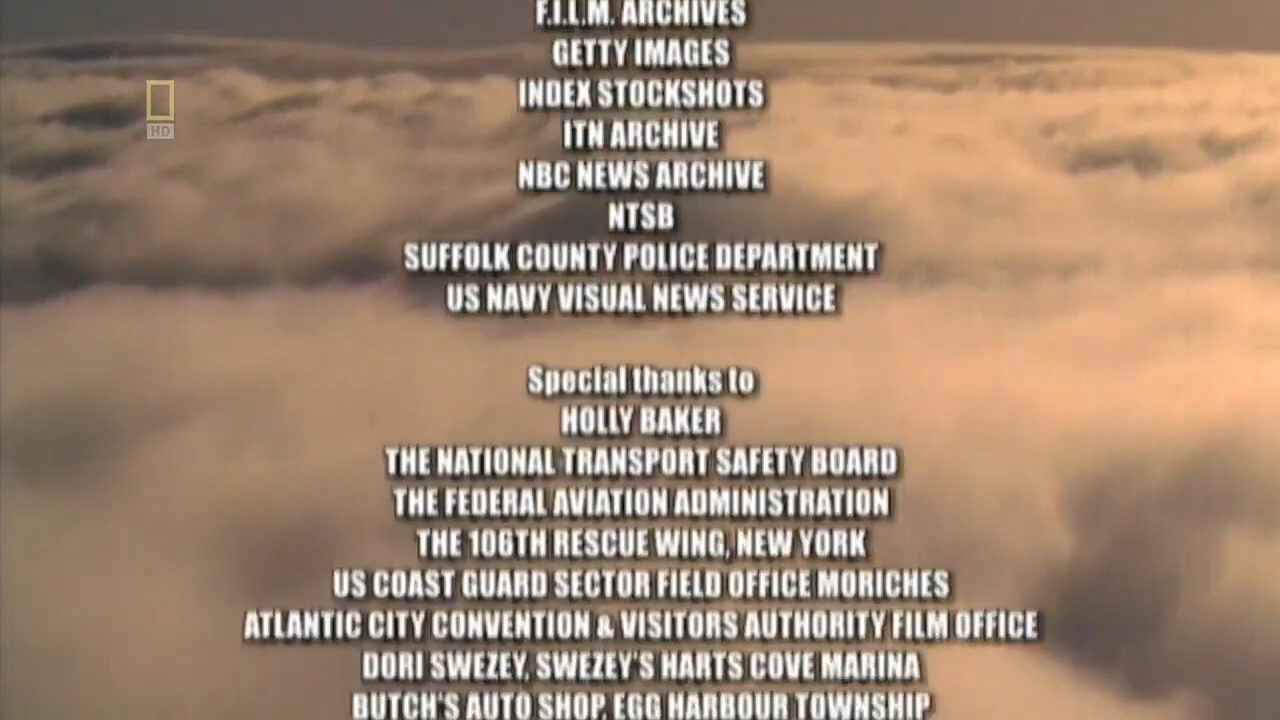 F.I.L.M. ARCHIVES
GETTY IMAGES
INDEX STOCKSHOTS
ITN ARCHIVE
NBC NEWS ARCHIVE
NTSB
SUFFOLK COUNTY POLICE DEPARTMENT
US NAVY VISUAL NEWS SERVICE
HD
Special thanks to
HOLLY BAKER
THE NATIONAL TRANSPORT SAFETY BOARD
THE FEDERAL AVIATION ADMINISTRATION
THE 106TH RESCUE WING, NEW YORK
US COAST GUARD SECTOR FIELD OFFICE MORICHES
ATLANTIC CITY CONVENTION & VISITORS AUTHORITY FILM OFFICE
DORI SWEZEY, SWEZEY'S HARTS COVE MARINA
BUTCH'S AUTO SHOP, EGG HARBOUR TOWNSHIP